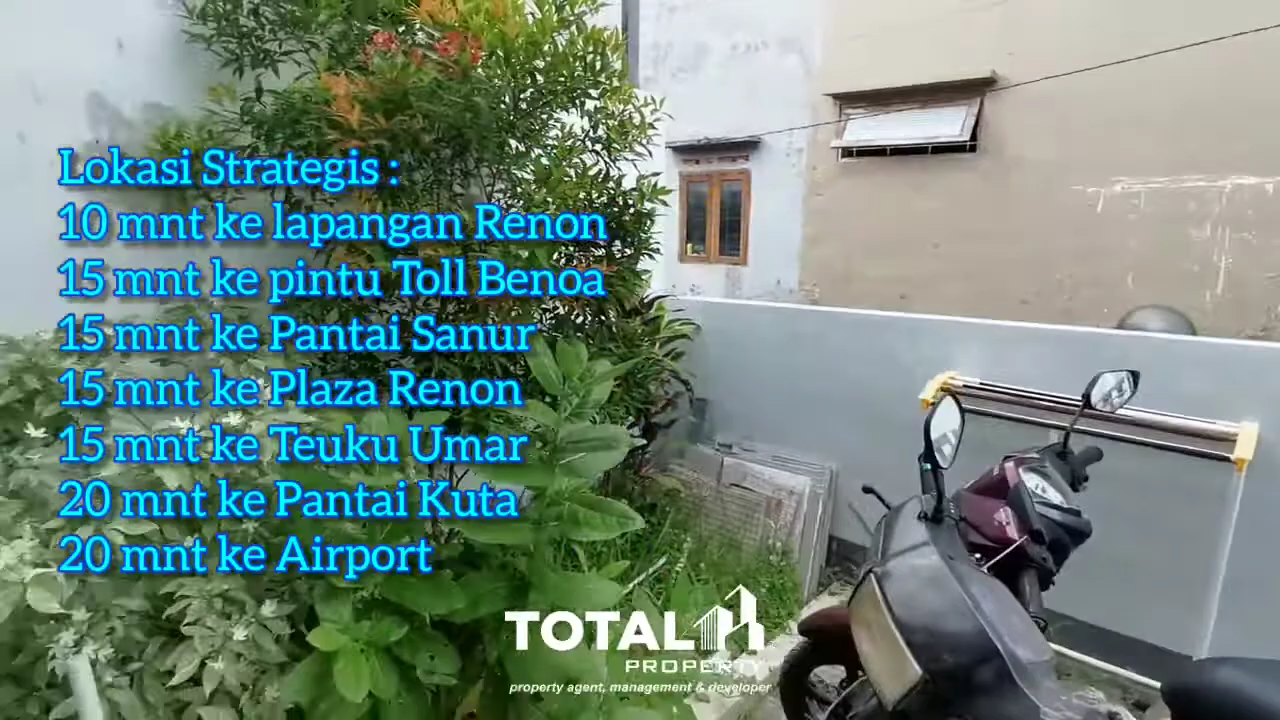 Lokasi Strategis :
10 mnt ke lapangan Renon
15 mnt ke pintu Toll Benoa
15 mnt ke Pantai Sanur
15 mnt ke Plaza Renon
15 mnt ke Teuku Umar
20 mnt ke Pantai Kuta
20 mnt ke Airport
TOTAL
PROPERTY
property agent, management & developer